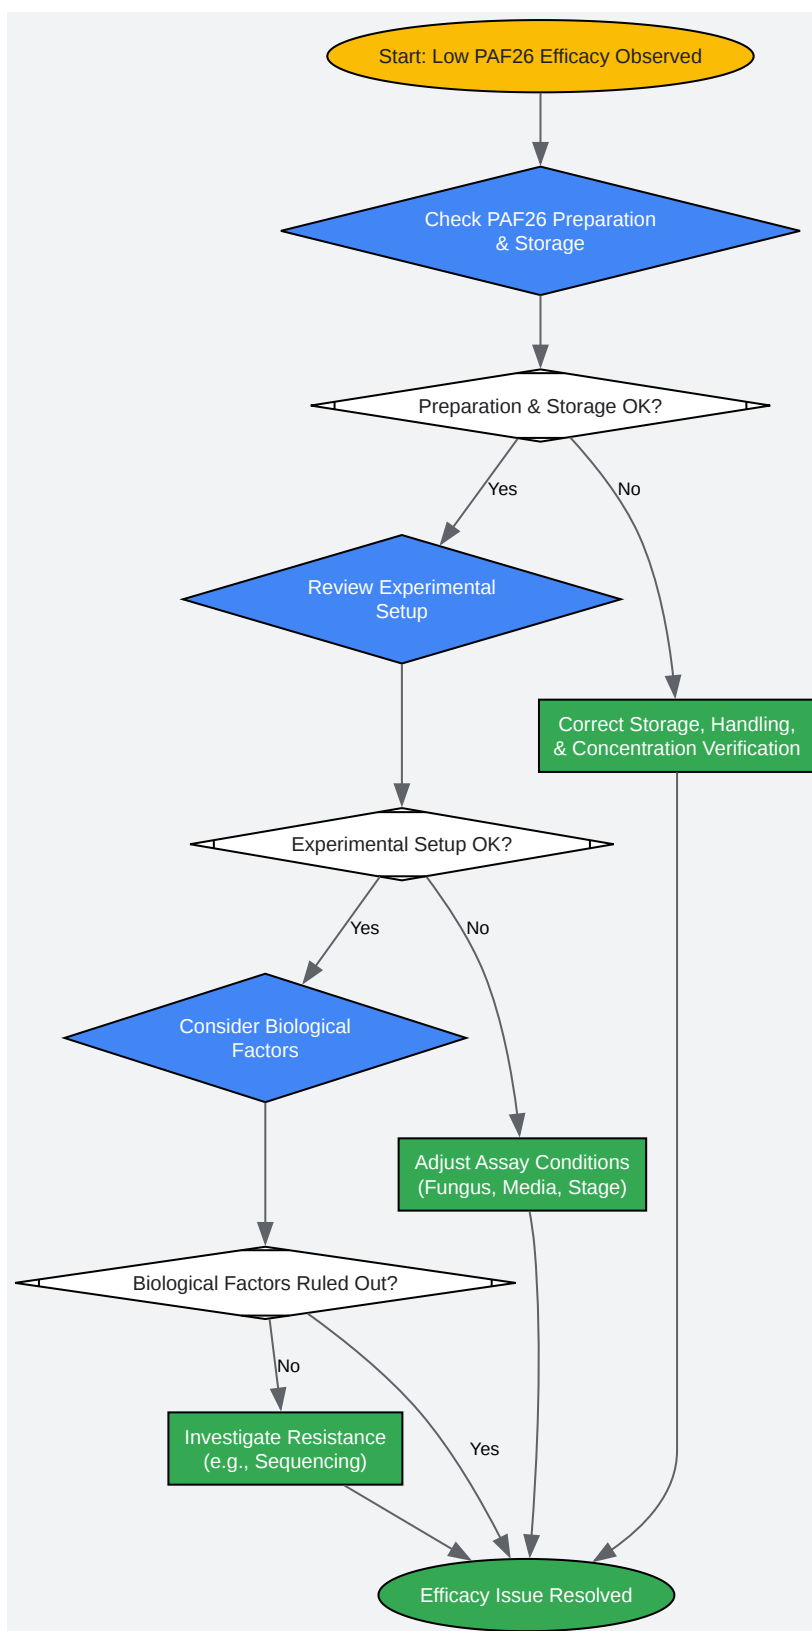 Start: Low PAF26 Efficacy Observed
Check PAF26 Preparation
& Storage
Preparation & Storage OK?
Yes
No
Review Experimental
Setup
Correct Storage, Handling,
& Concentration Verification
Experimental Setup OK?
Yes
No
Consider Biological
Factors
Adjust Assay Conditions
(Fungus, Media, Stage)
Biological Factors Ruled Out?
No
Investigate Resistance
(e.g., Sequencing)
Yes
Efficacy Issue Resolved